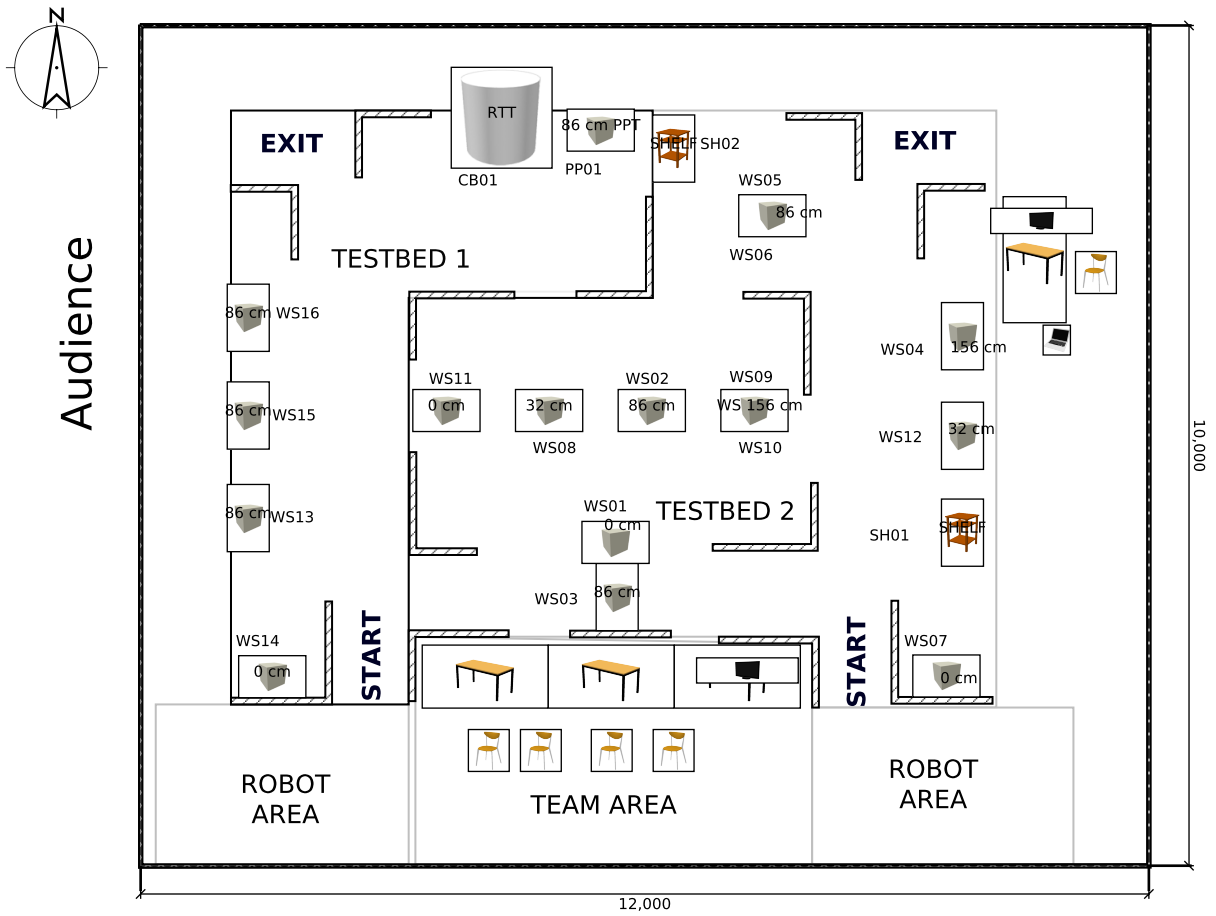 N
RTT
86 cm PPT
EXIT
EXIT
SHELF SH02
PP01
CB01
WS05
86 cm
WS06
TESTBED 1
Audience
86 cm WS16
WS04
156 cm
WS11
WS02
WS09
0 cm
32 cm
86 cm
WS 156 cm
86 cm WS15
WS12
32 cm
WS08
WS10
10,000
WS01
TESTBED 2
86 cm WS13
0 cm
SHELF
SH01
86 cm
WS03
START
START
WS14
WS07
0 cm
0 cm
ROBOT
AREA
TEAM AREA
ROBOT
AREA
12,000